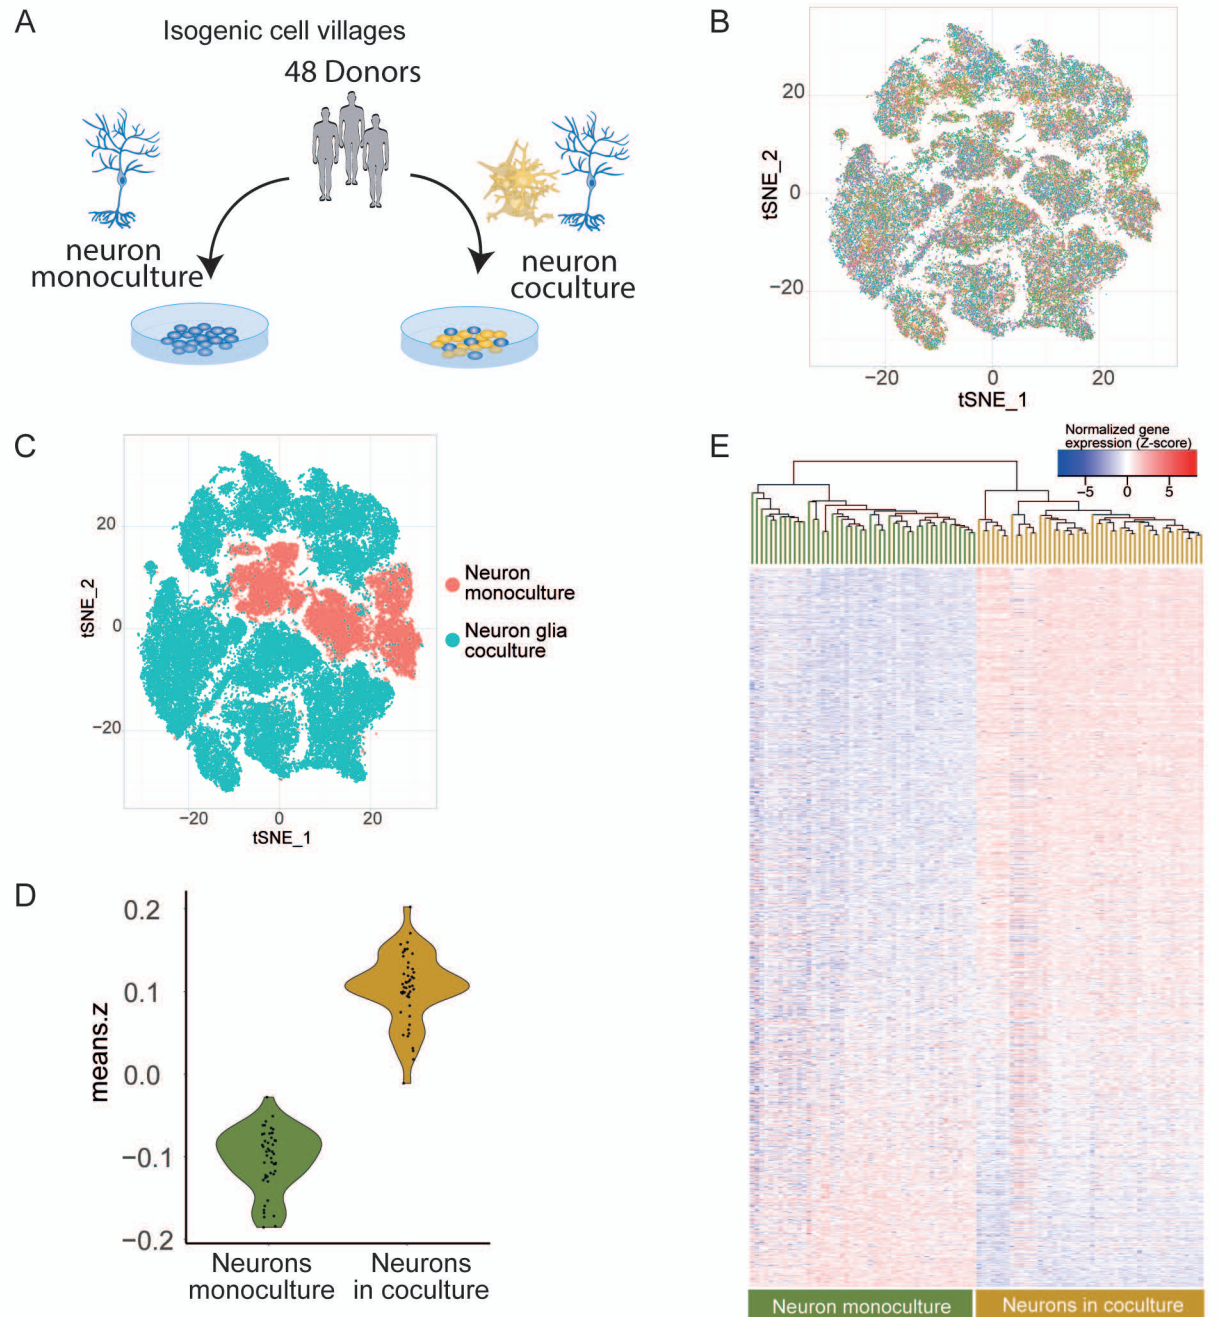 A
Isogenic cell villages
48 Donors
neuron
monoculture
neuron
coculture
B
tSNE_2
20
0
−20
−20
0
20
tSNE_1
C
tSNE_2
20
0
−20
−20
0
20
tSNE_1
Neuron
monoculture
Neuron glia
coculture
D
means.z
0.2
0.1
0.0
−0.1
−0.2
Neurons
monoculture
Neurons
in coculture
E
Normalized gene
expression (Z-score)
−5
0
5
Neuron monoculture
Neurons in coculture